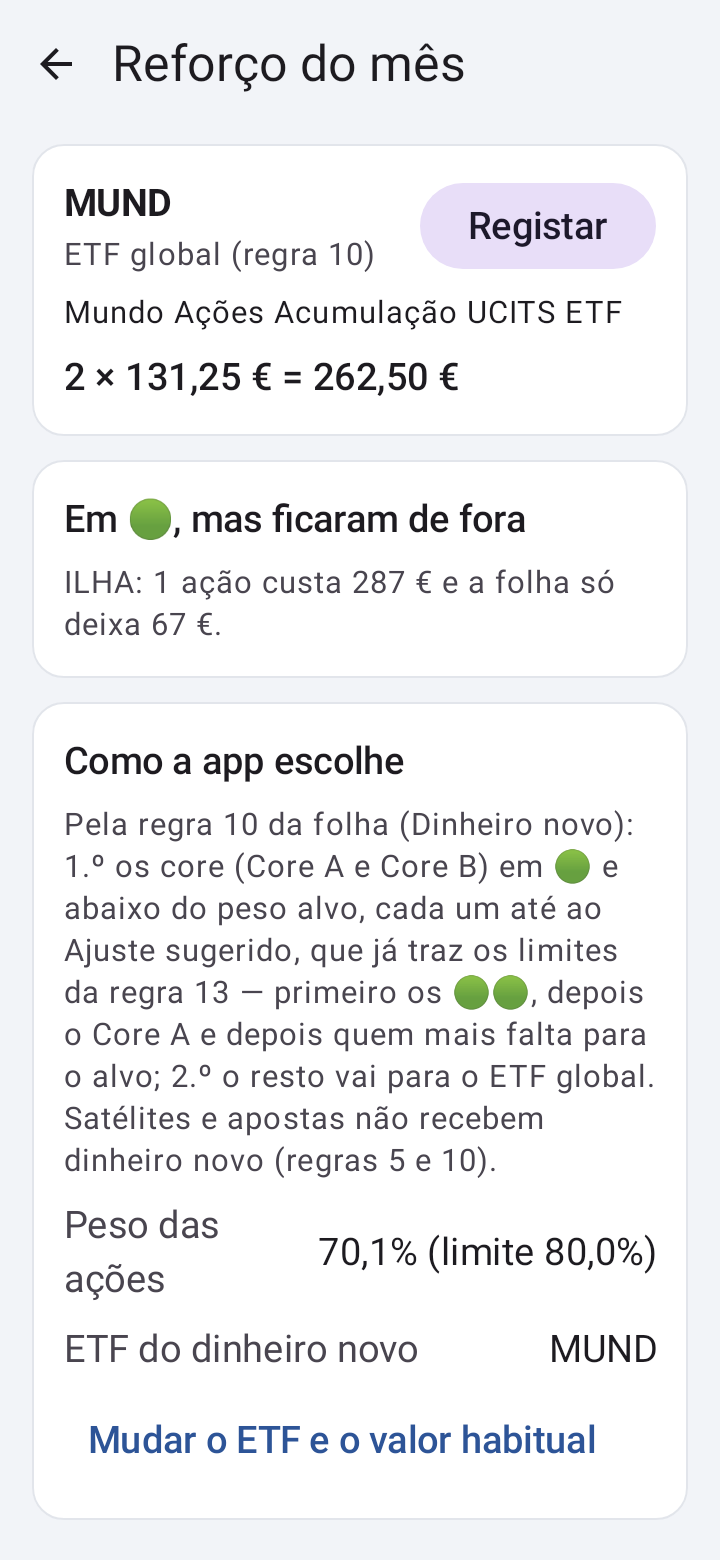 Reforço do mês
MUND
Registar
ETF global (regra 10)
Mundo Ações Acumulação UCITS ETF
2 × 131,25 € = 262,50 €
Em 🟢, mas ficaram de fora
ILHA: 1 ação custa 287 € e a folha só
deixa 67 €.
Como a app escolhe
Pela regra 10 da folha (Dinheiro novo):
1.º os core (Core A e Core B) em 🟢 e
abaixo do peso alvo, cada um até ao
Ajuste sugerido, que já traz os limites
da regra 13 — primeiro os 🟢🟢, depois
o Core A e depois quem mais falta para
o alvo; 2.º o resto vai para o ETF global.
Satélites e apostas não recebem
dinheiro novo (regras 5 e 10).
Peso das
ações
70,1% (limite 80,0%)
ETF do dinheiro novo
MUND
Mudar o ETF e o valor habitual